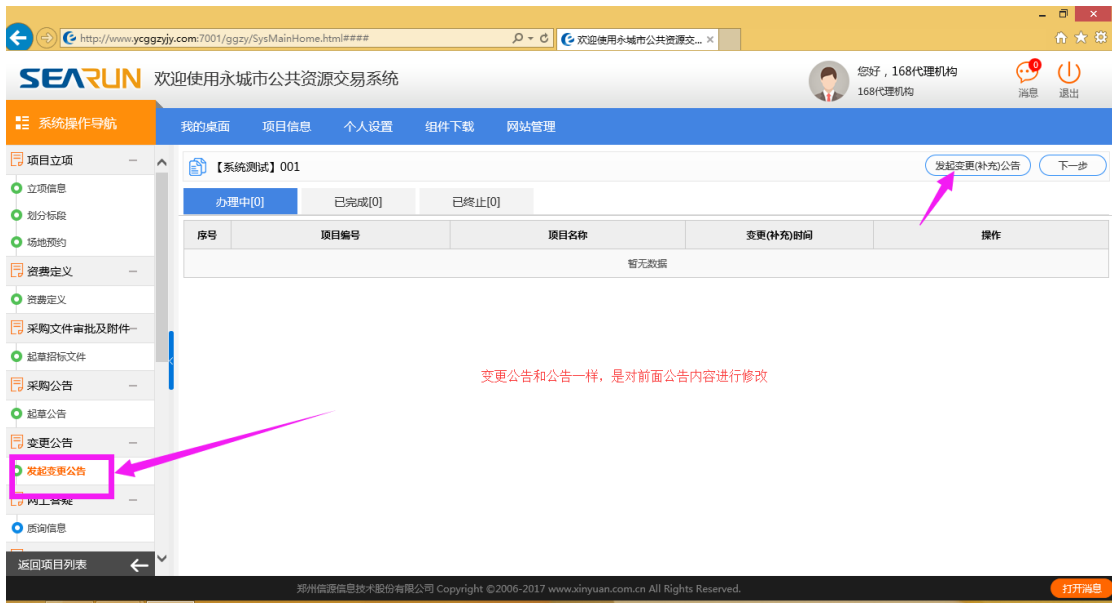 http://www.ycggzyjy.com:7001/ggzy/SysMainHome.html####
欢迎使用永城市公共资源交...
SEARUN 欢迎使用永城市公共资源交易系统
您好，168代理机构
168代理机构
0
消息
退出
系统操作导航
我的桌面 项目信息 个人设置 组件下载 网站管理
项目立项
立项信息
划分标段
场地预约
资费定义
资费定义
采购文件审批及附件
起草招标文件
采购公告
起草公告
变更公告
发起变更公告
网上答疑
质询信息
返回项目列表
【系统测试】001
发起变更(补充)公告 下一步
办理中[0] 已完成[0] 已终止[0]
序号 项目编号 项目名称 变更(补充)时间 操作
暂无数据
变更公告和公告一样，是对前面公告内容进行修改
郑州信源信息技术股份有限公司 Copyright ©2006-2017 www.xinyuan.com.cn All Rights Reserved.
打开消息